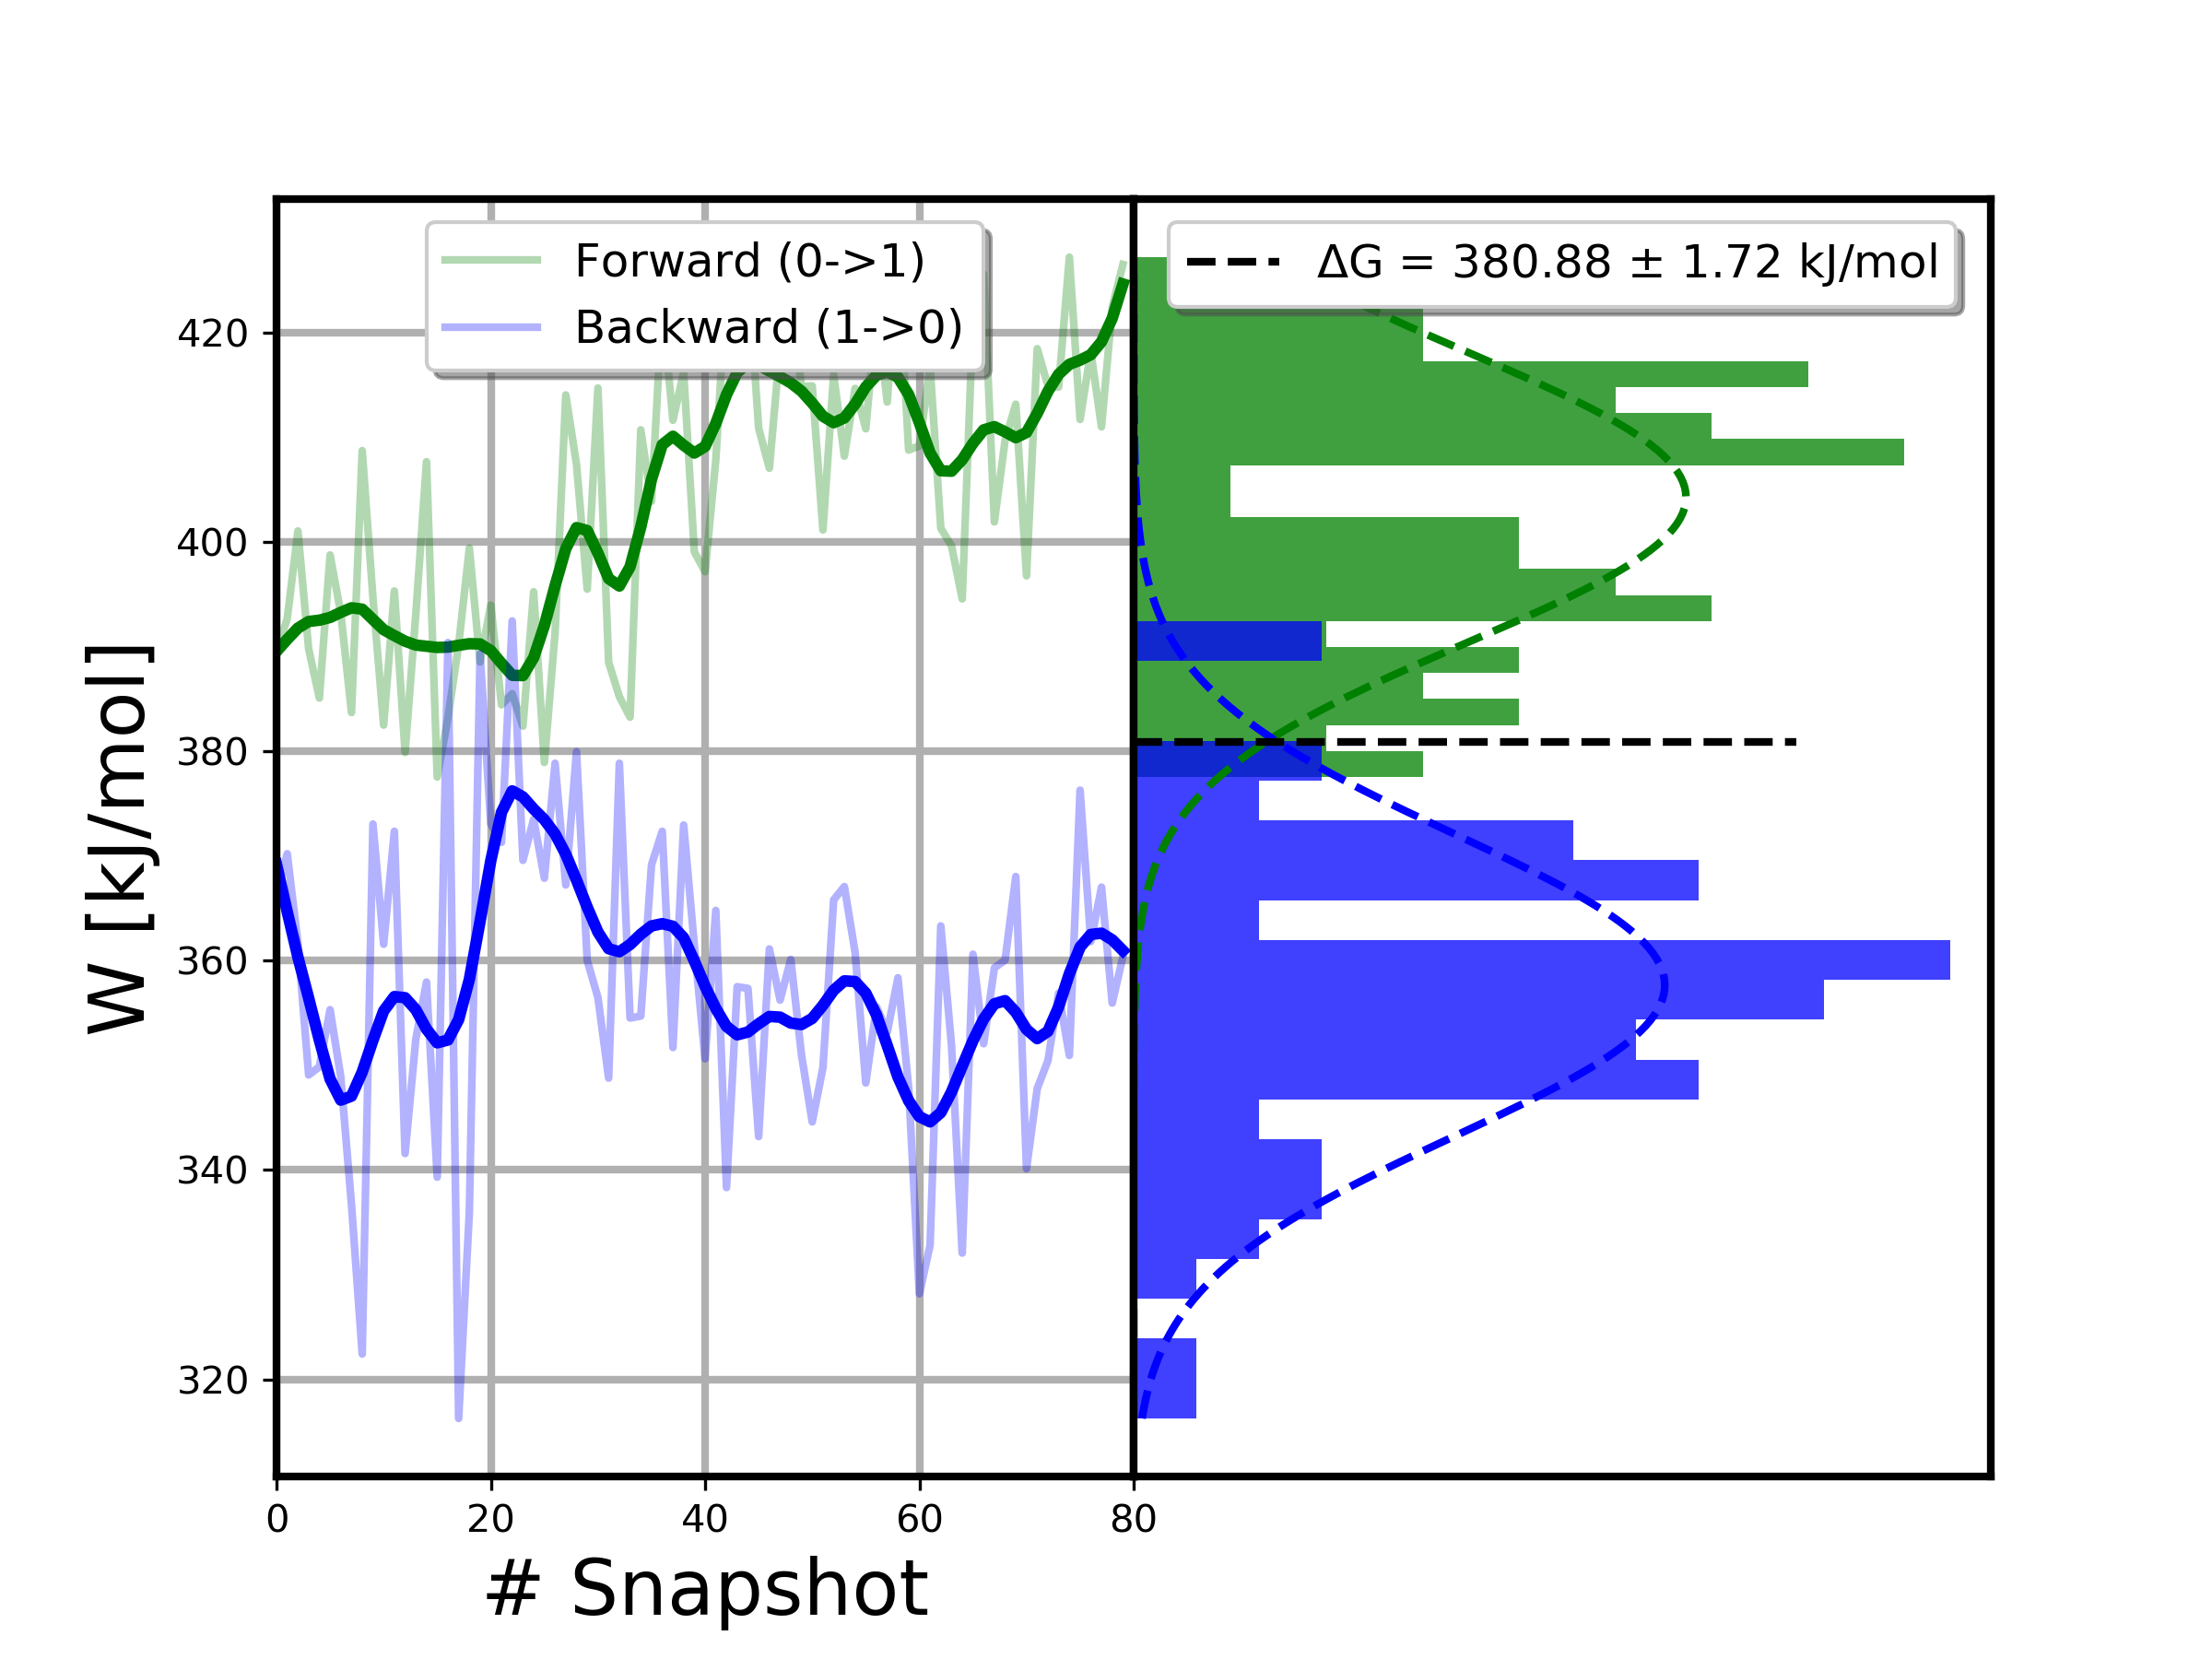 Forward (0->1)
Backward (1->0)
ΔG = 380.88 ± 1.72 kJ/mol
W [kJ/mol]
420
400
380
360
340
320
0 20 40 60 80
# Snapshot